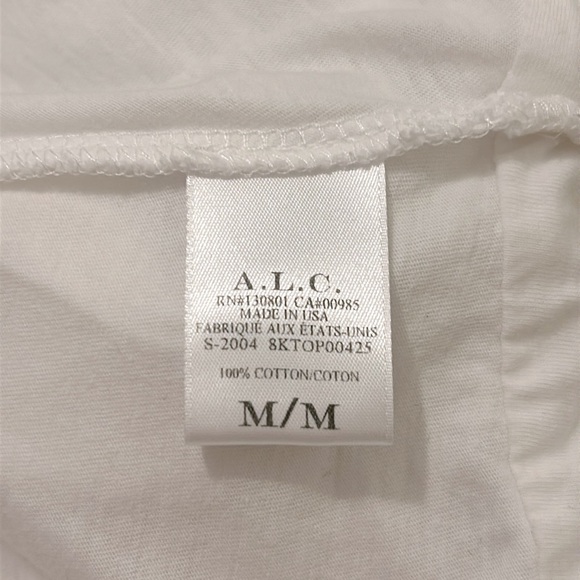 A.L.C.
RN#130801 CA#00985
MADE IN USA
FABRIQUÉ AUX ÉTATS-UNIS
S-2004 8KTOP00425
100% COTTON/COTON
M/M